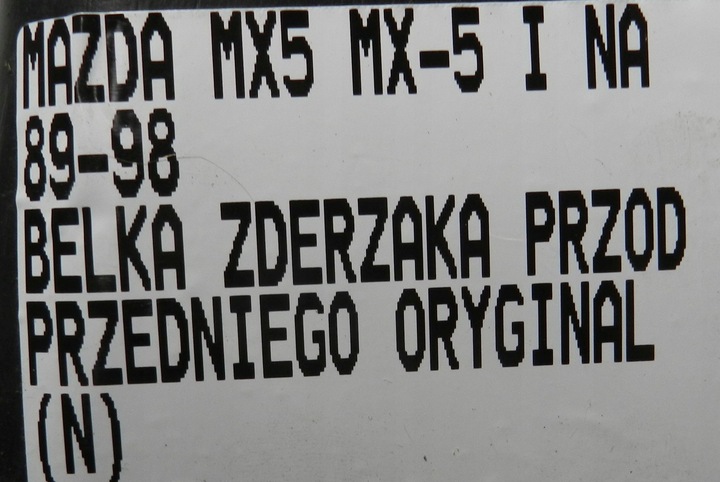 MAZDA MX5 MX-5 I NA
89-98
BELKA ZDERZAKA PRZOD
PRZEDNIEGO ORYGINAL
(N)